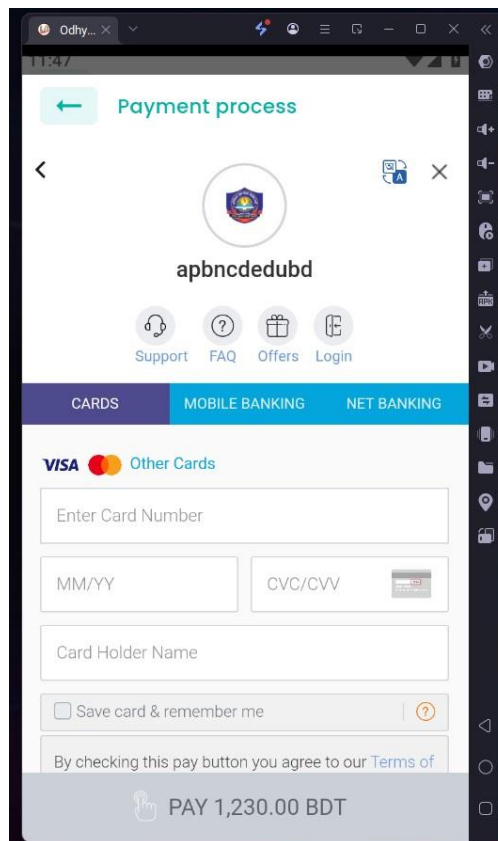 Odhy...
11:47
Payment process
apbncdedubd
Support FAQ Offers Login
CARDS MOBILE BANKING NET BANKING
VISA Other Cards
Enter Card Number
MM/YY CVC/CVV
Card Holder Name
Save card & remember me ?
By checking this pay button you agree to our Terms of
PAY 1,230.00 BDT